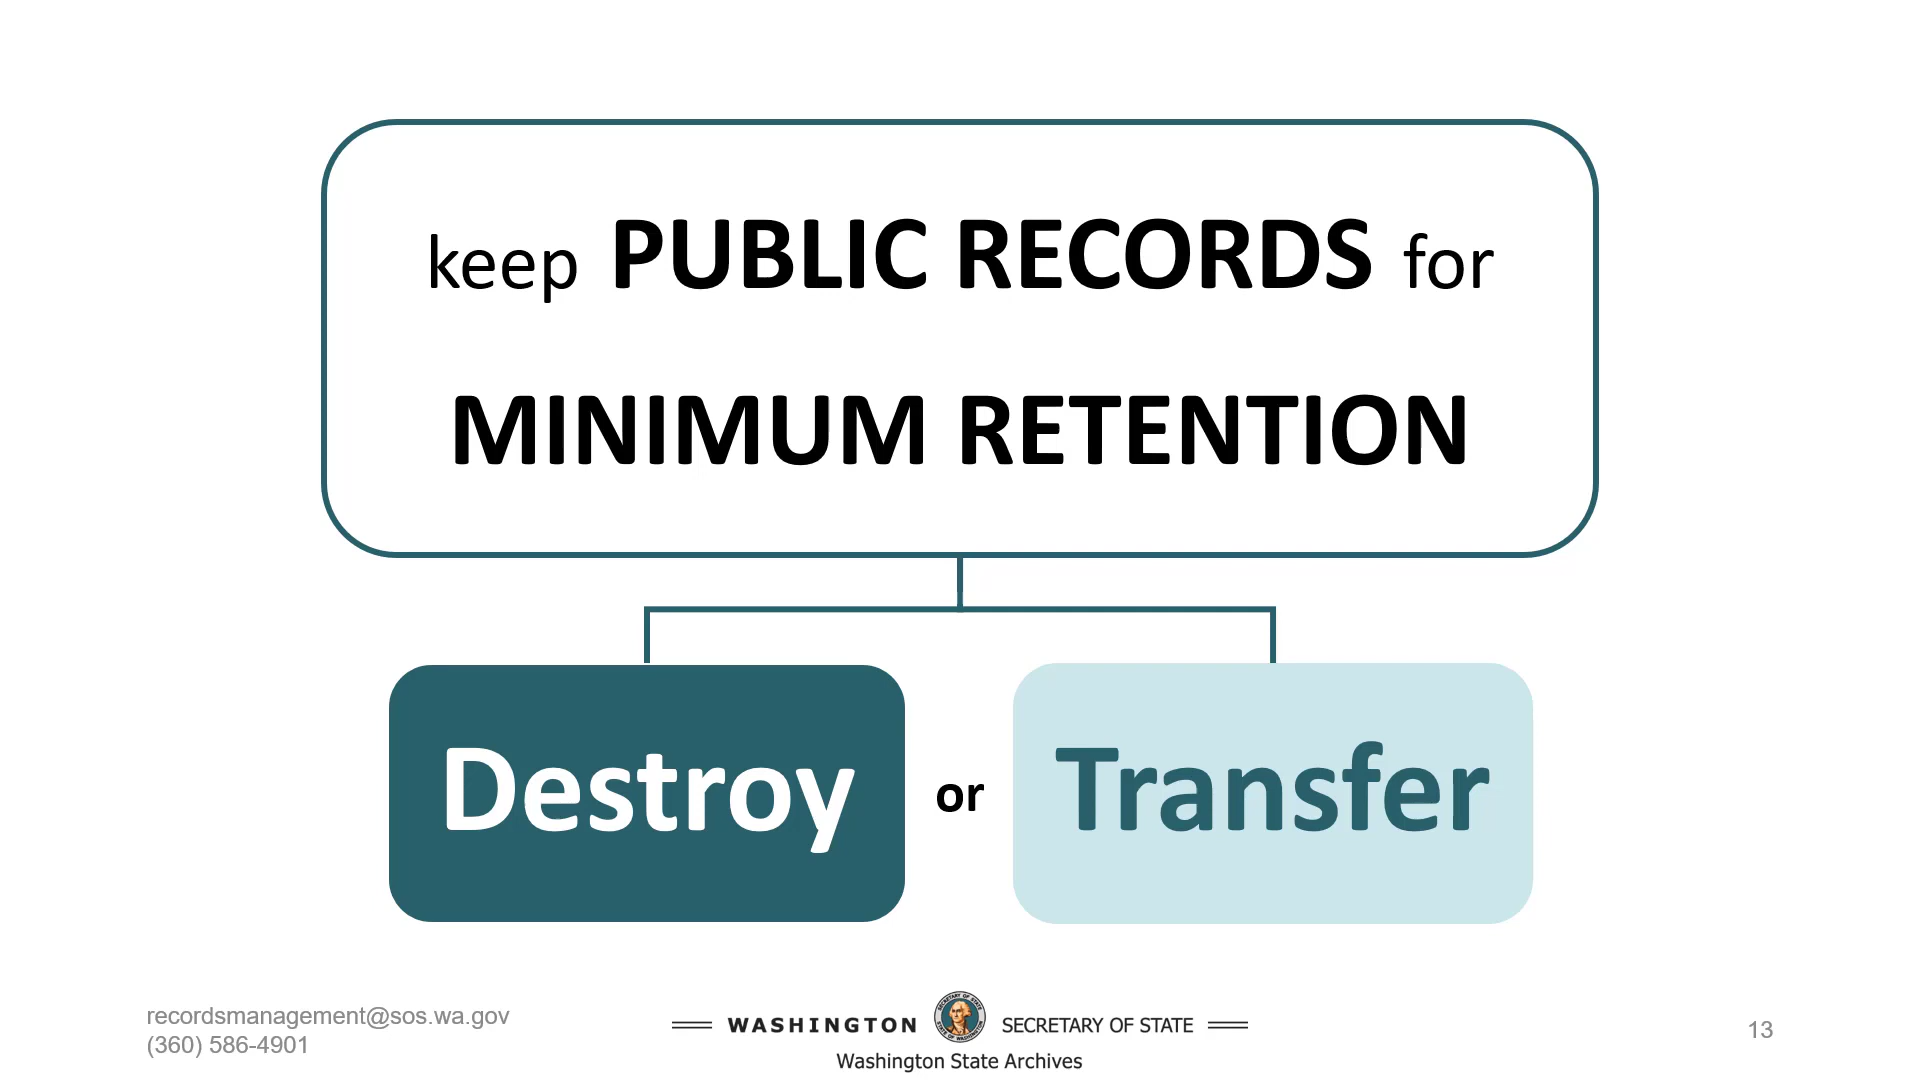 keep PUBLIC RECORDS for
MINIMUM RETENTION
Destroy or Transfer
recordsmanagement@sos.wa.gov
(360) 586-4901
WASHINGTON SECRETARY OF STATE
Washington State Archives
13